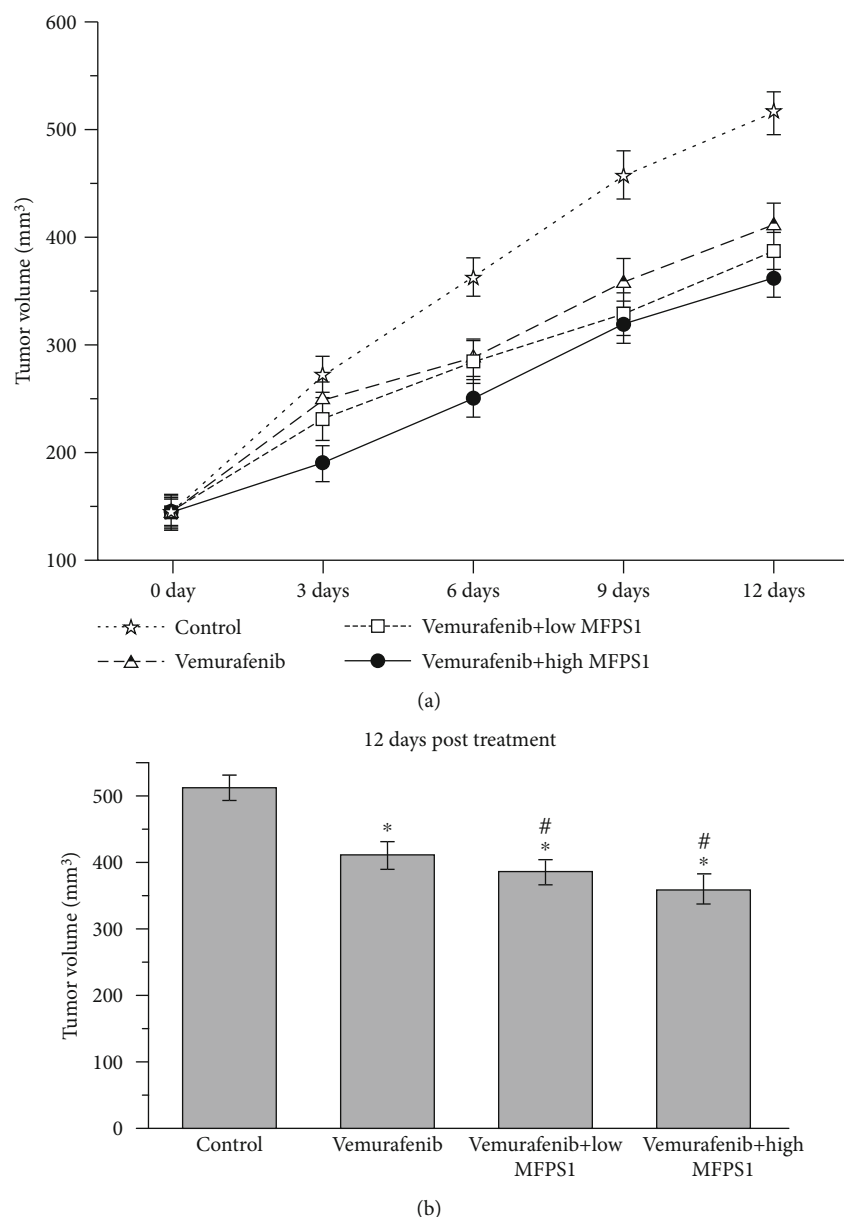 600
500
400
300
200
100
Tumor volume (mm³)
0 day
3 days
6 days
9 days
12 days
Control
Vemurafenib+low MFPS1
Vemurafenib
Vemurafenib+high MFPS1
(a)
12 days post treatment
500
400
300
200
100
0
Tumor volume (mm³)
*
#
*
#
*
Control
Vemurafenib
Vemurafenib+low
MFPS1
Vemurafenib+high
MFPS1
(b)